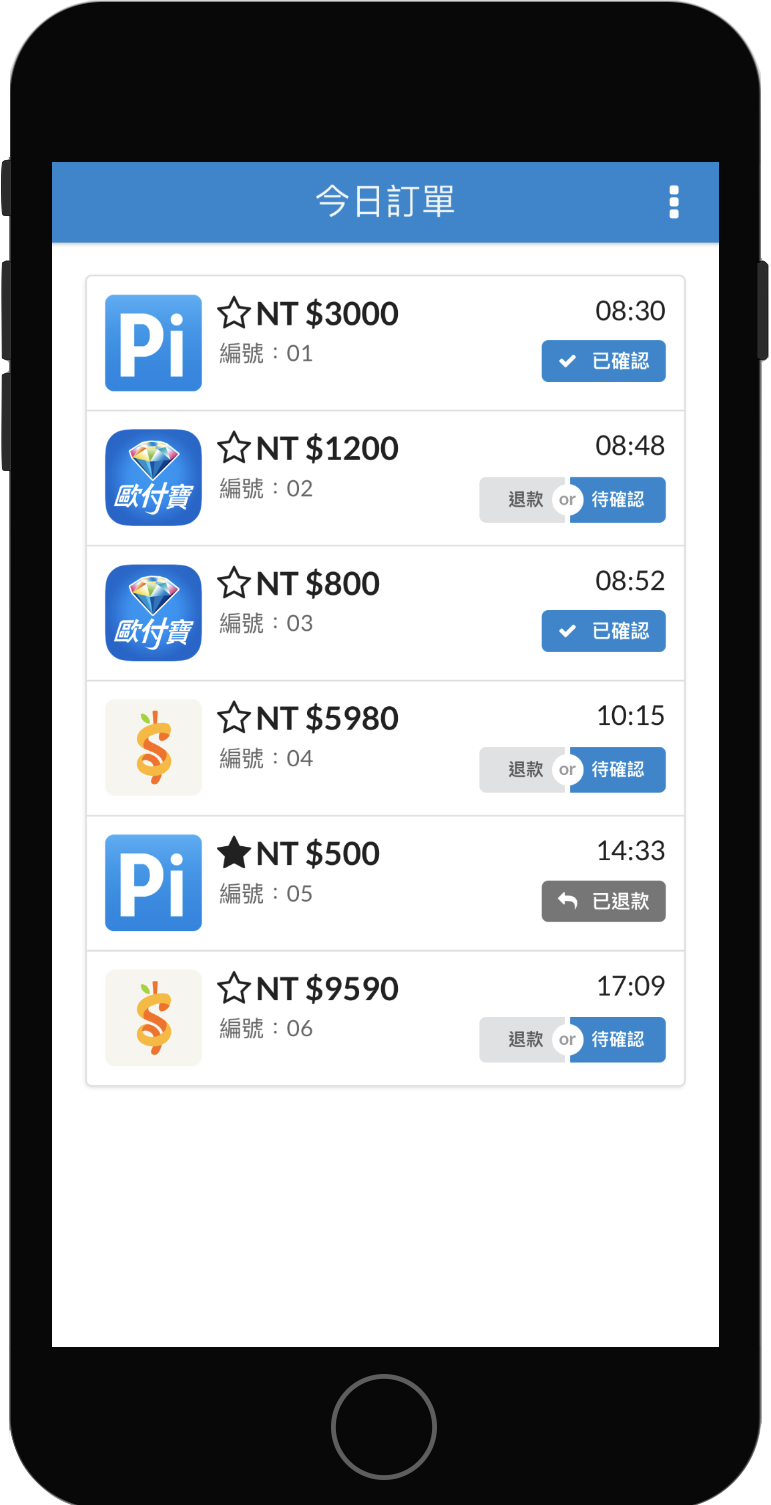 今日訂單
Pi
NT $3000
08:30
編號：01
已確認
歐付寶
NT $1200
08:48
編號：02
退款 or 待確認
歐付寶
NT $800
08:52
編號：03
已確認
NT $5980
10:15
編號：04
退款 or 待確認
Pi
NT $500
14:33
編號：05
已退款
NT $9590
17:09
編號：06
退款 or 待確認